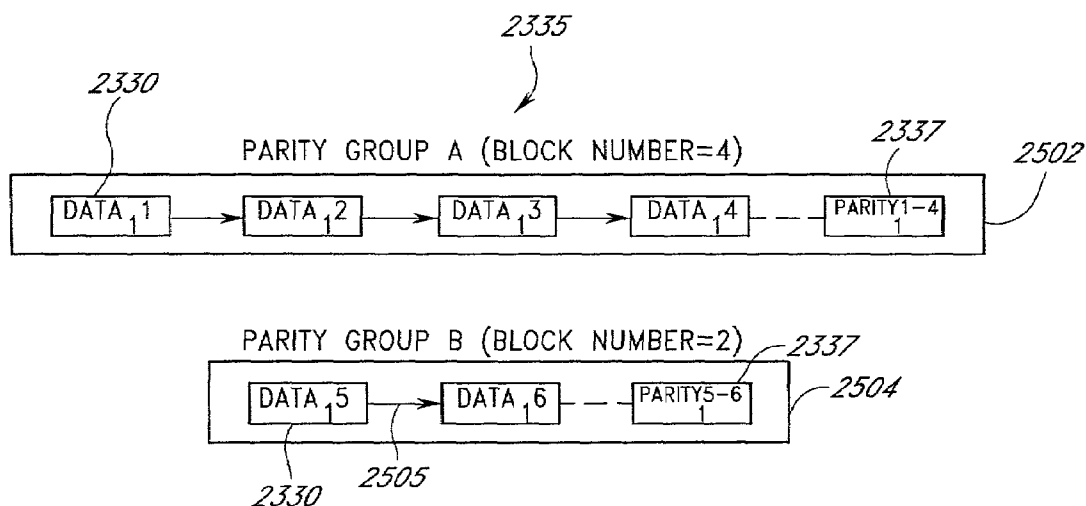 2335
2330
PARITY GROUP A (BLOCK NUMBER=4)
2337
2502
DATA 1 DATA 2 DATA 3 DATA 4 PARITY1-4
1 1 1 1 1
PARITY GROUP B (BLOCK NUMBER=2)
2337
DATA 5 DATA 6 PARITY5-6
1 1 1
2504
2330
2505